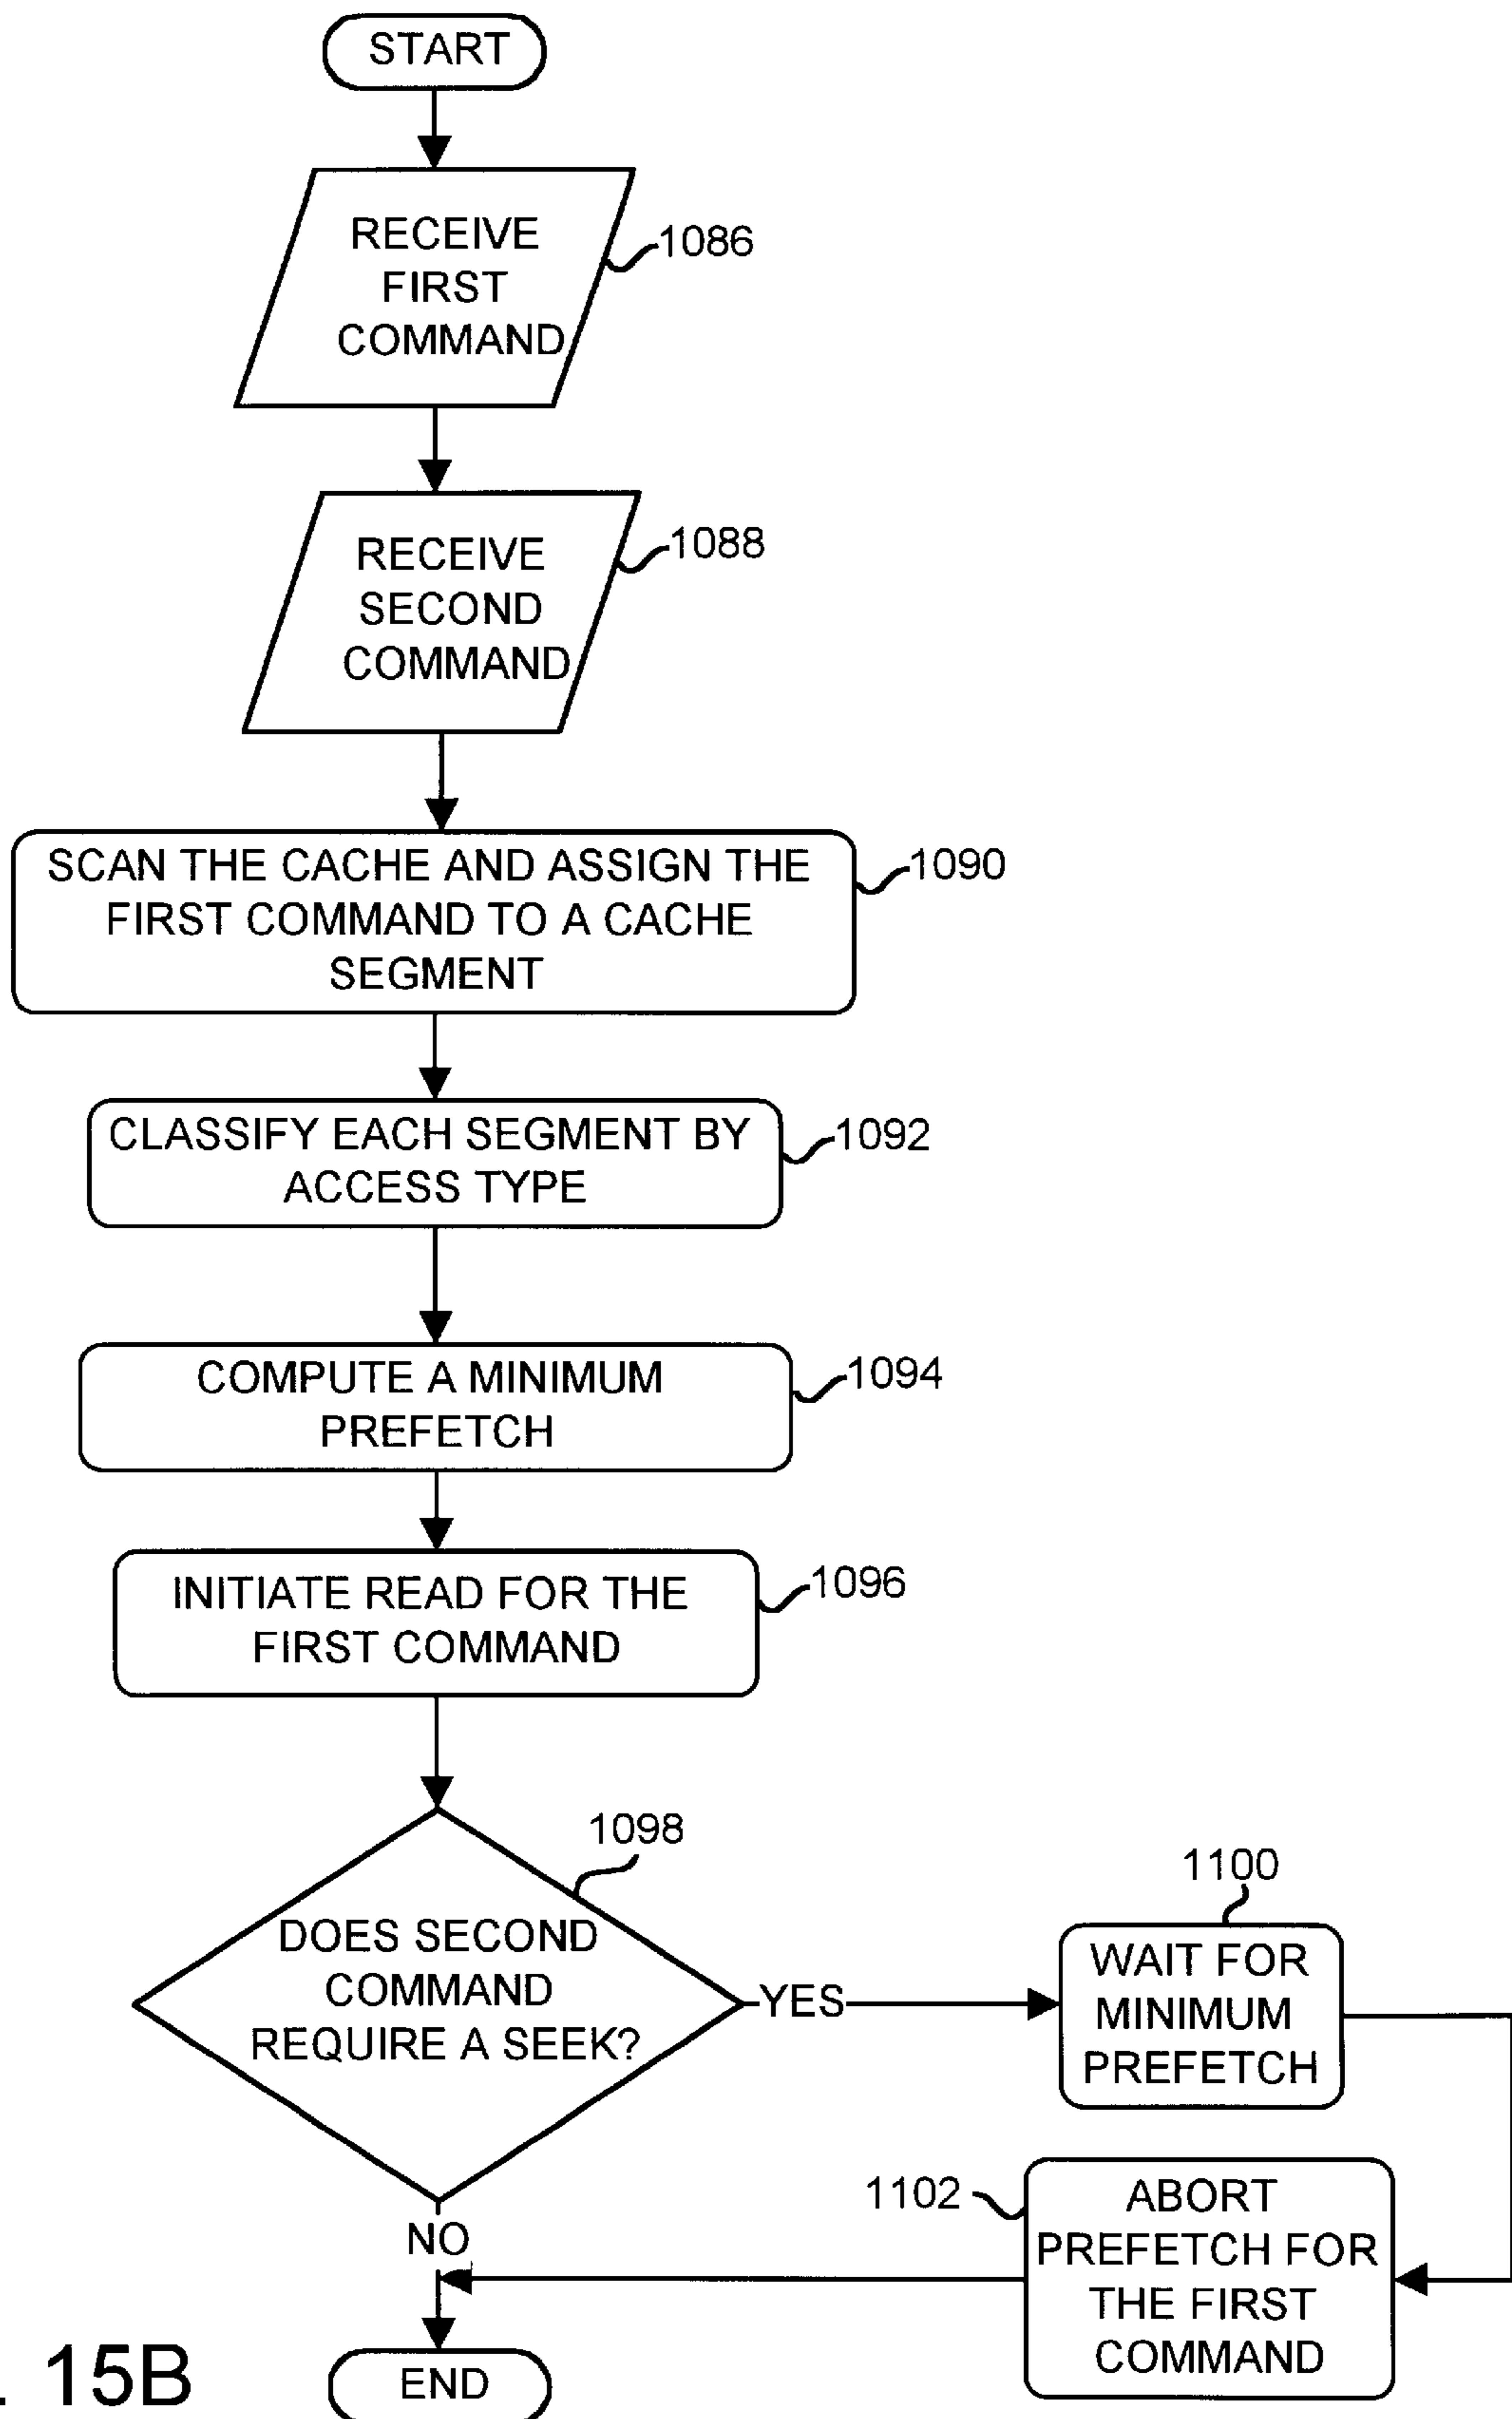 START
RECEIVE
FIRST
COMMAND
1086
RECEIVE
SECOND
COMMAND
1088
SCAN THE CACHE AND ASSIGN THE
FIRST COMMAND TO A CACHE
SEGMENT
1090
CLASSIFY EACH SEGMENT BY
ACCESS TYPE
1092
COMPUTE A MINIMUM
PREFETCH
1094
INITIATE READ FOR THE
FIRST COMMAND
1096
1098
DOES SECOND
COMMAND
REQUIRE A SEEK?
YES
1100
WAIT FOR
MINIMUM
PREFETCH
1102
ABORT
PREFETCH FOR
THE FIRST
COMMAND
NO
END
. 15B